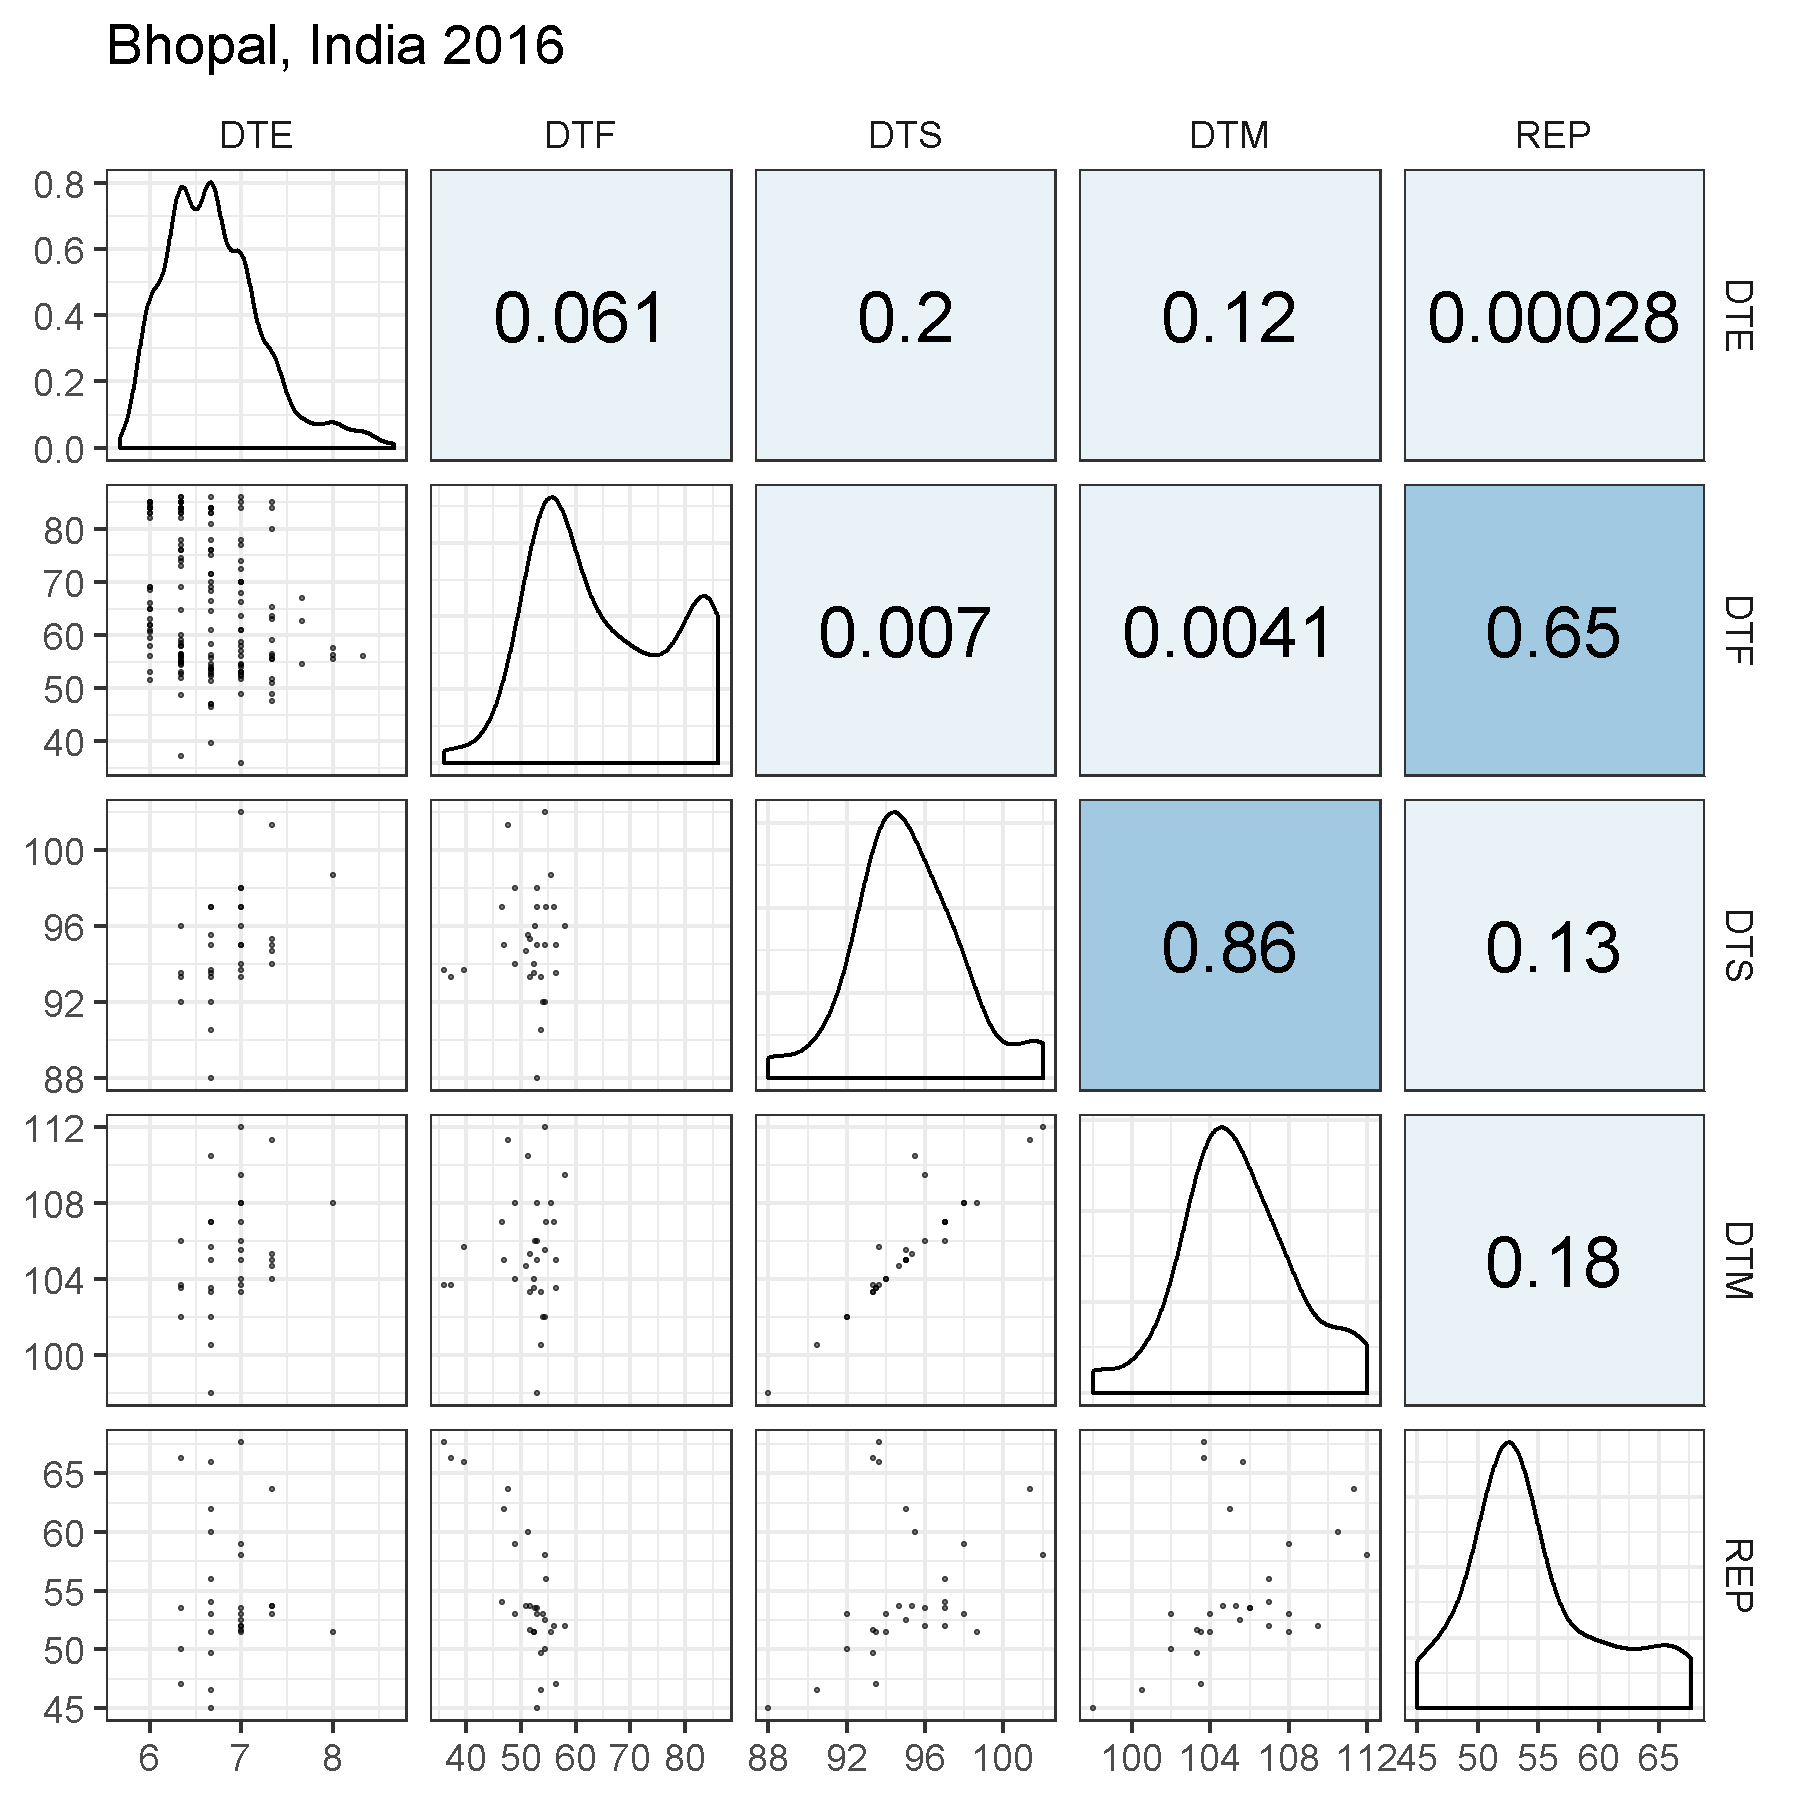 Bhopal, India 2016
DTE DTF DTS DTM REP
0.8
0.6
0.4
0.2
0.0
0.061 0.2 0.12 0.00028
DTE
80
70
60
50
40
0.007 0.0041 0.65
DTF
100
96
92
88
0.86 0.13
DTS
112
108
104
100
0.18
DTM
65
60
55
50
45
REP
6 7 8 40 50 60 70 80 88 92 96 100 100 104 108 112 45 50 55 60 65